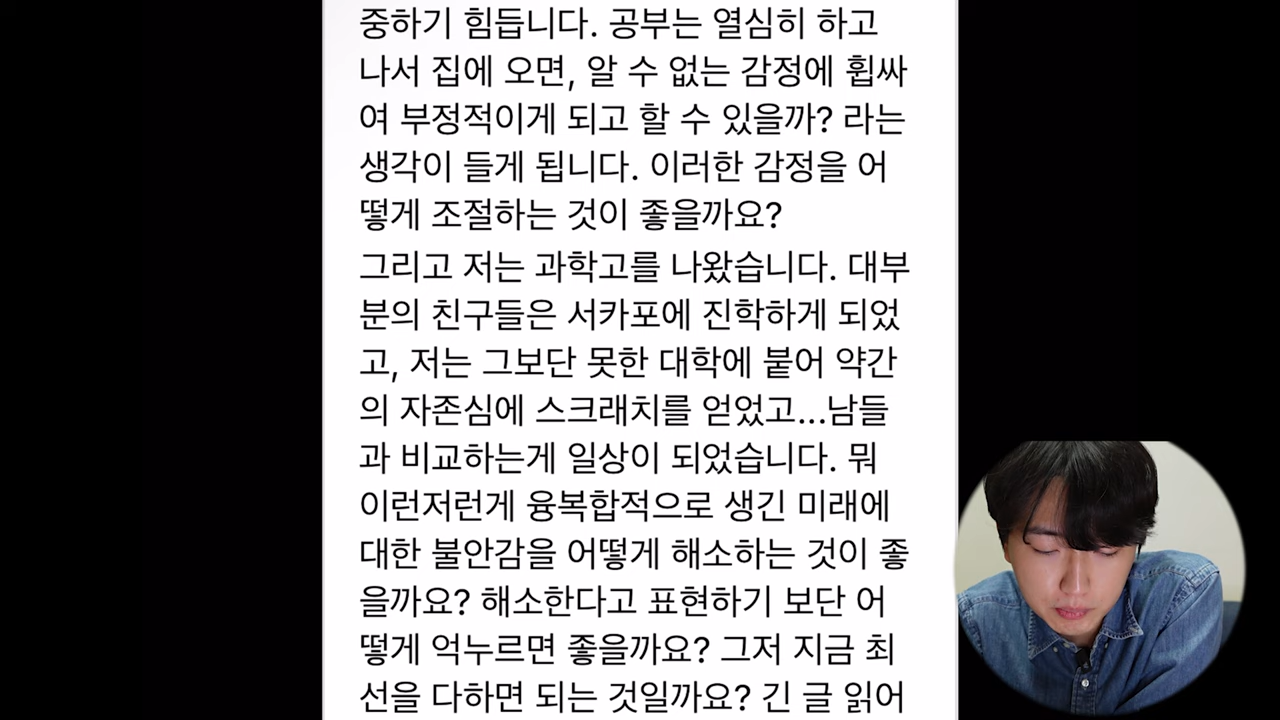 중하기 힘듭니다. 공부는 열심히 하고
나서 집에 오면, 알 수 없는 감정에 휩싸
여 부정적이게 되고 할 수 있을까? 라는
생각이 들게 됩니다. 이러한 감정을 어
떻게 조절하는 것이 좋을까요?
그리고 저는 과학고를 나왔습니다. 대부
분의 친구들은 서카포에 진학하게 되었
고, 저는 그보단 못한 대학에 붙어 약간
의 자존심에 스크래치를 얻었고...남들
과 비교하는게 일상이 되었습니다. 뭐
이런저런게 융복합적으로 생긴 미래에
대한 불안감을 어떻게 해소하는 것이 좋
을까요? 해소한다고 표현하기 보단 어
떻게 억누르면 좋을까요? 그저 지금 최
선을 다하면 되는 것일까요? 긴 글 읽어